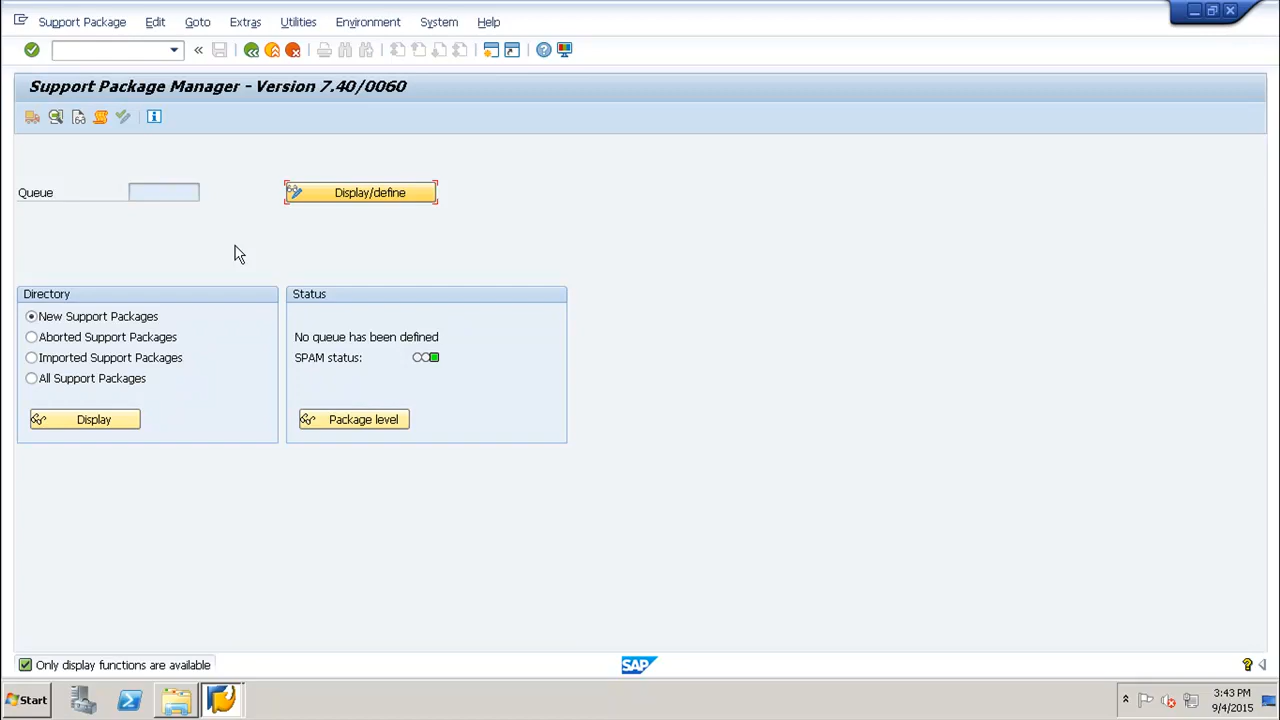 Support Package Edit Goto Extras Utilities Environment System Help
Support Package Manager - Version 7.40/0060
Queue Display/define
Directory
New Support Packages
Aborted Support Packages
Imported Support Packages
All Support Packages
Display
Status
No queue has been defined
SPAM status:
Package level
Only display functions are available
SAP
Start
3:43 PM
9/4/2015